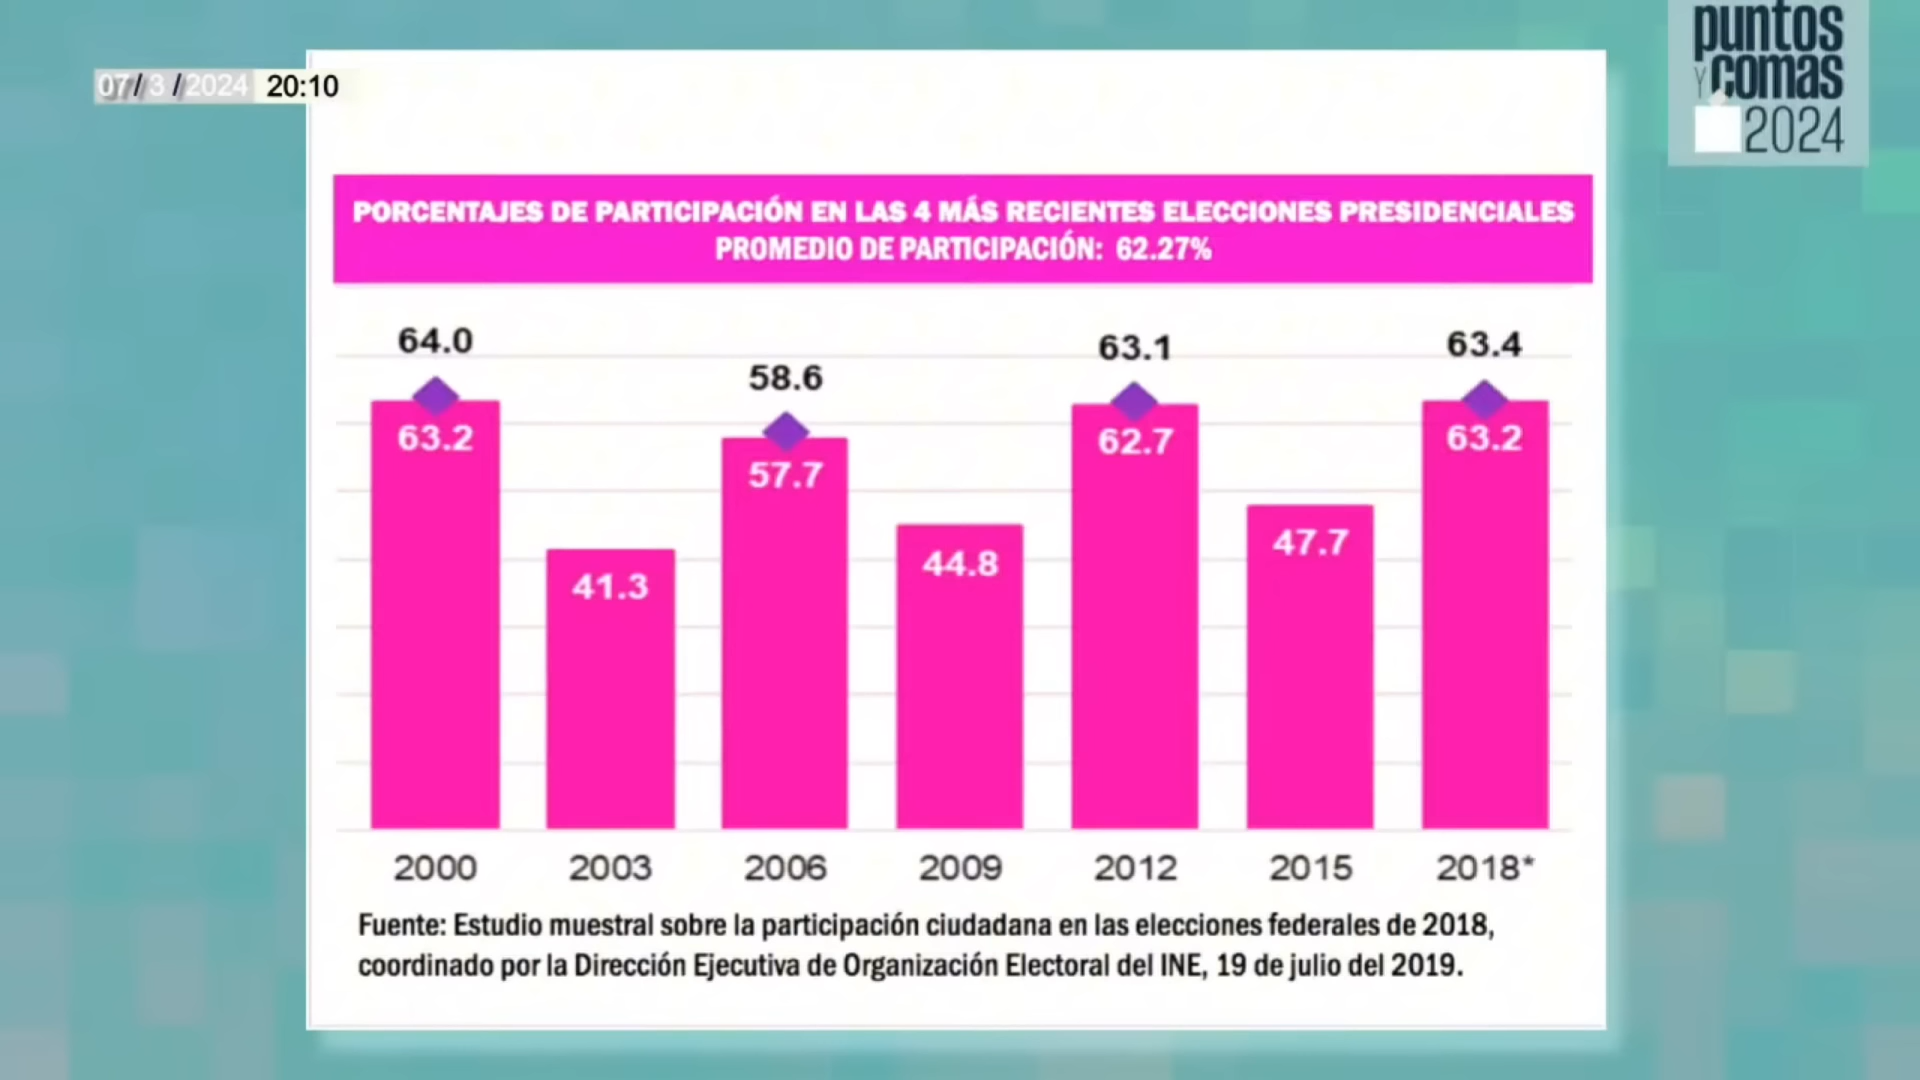 puntos
Y comas
2024
07/3/2024 20:10
PORCENTAJES DE PARTICIPACIÓN EN LAS 4 MÁS RECIENTES ELECCIONES PRESIDENCIALES
PROMEDIO DE PARTICIPACIÓN: 62.27%
64.0
58.6
63.1
63.4
63.2
41.3
57.7
44.8
62.7
47.7
63.2
2000 2003 2006 2009 2012 2015 2018*
Fuente: Estudio muestral sobre la participación ciudadana en las elecciones federales de 2018,
coordinado por la Dirección Ejecutiva de Organización Electoral del INE, 19 de julio del 2019.